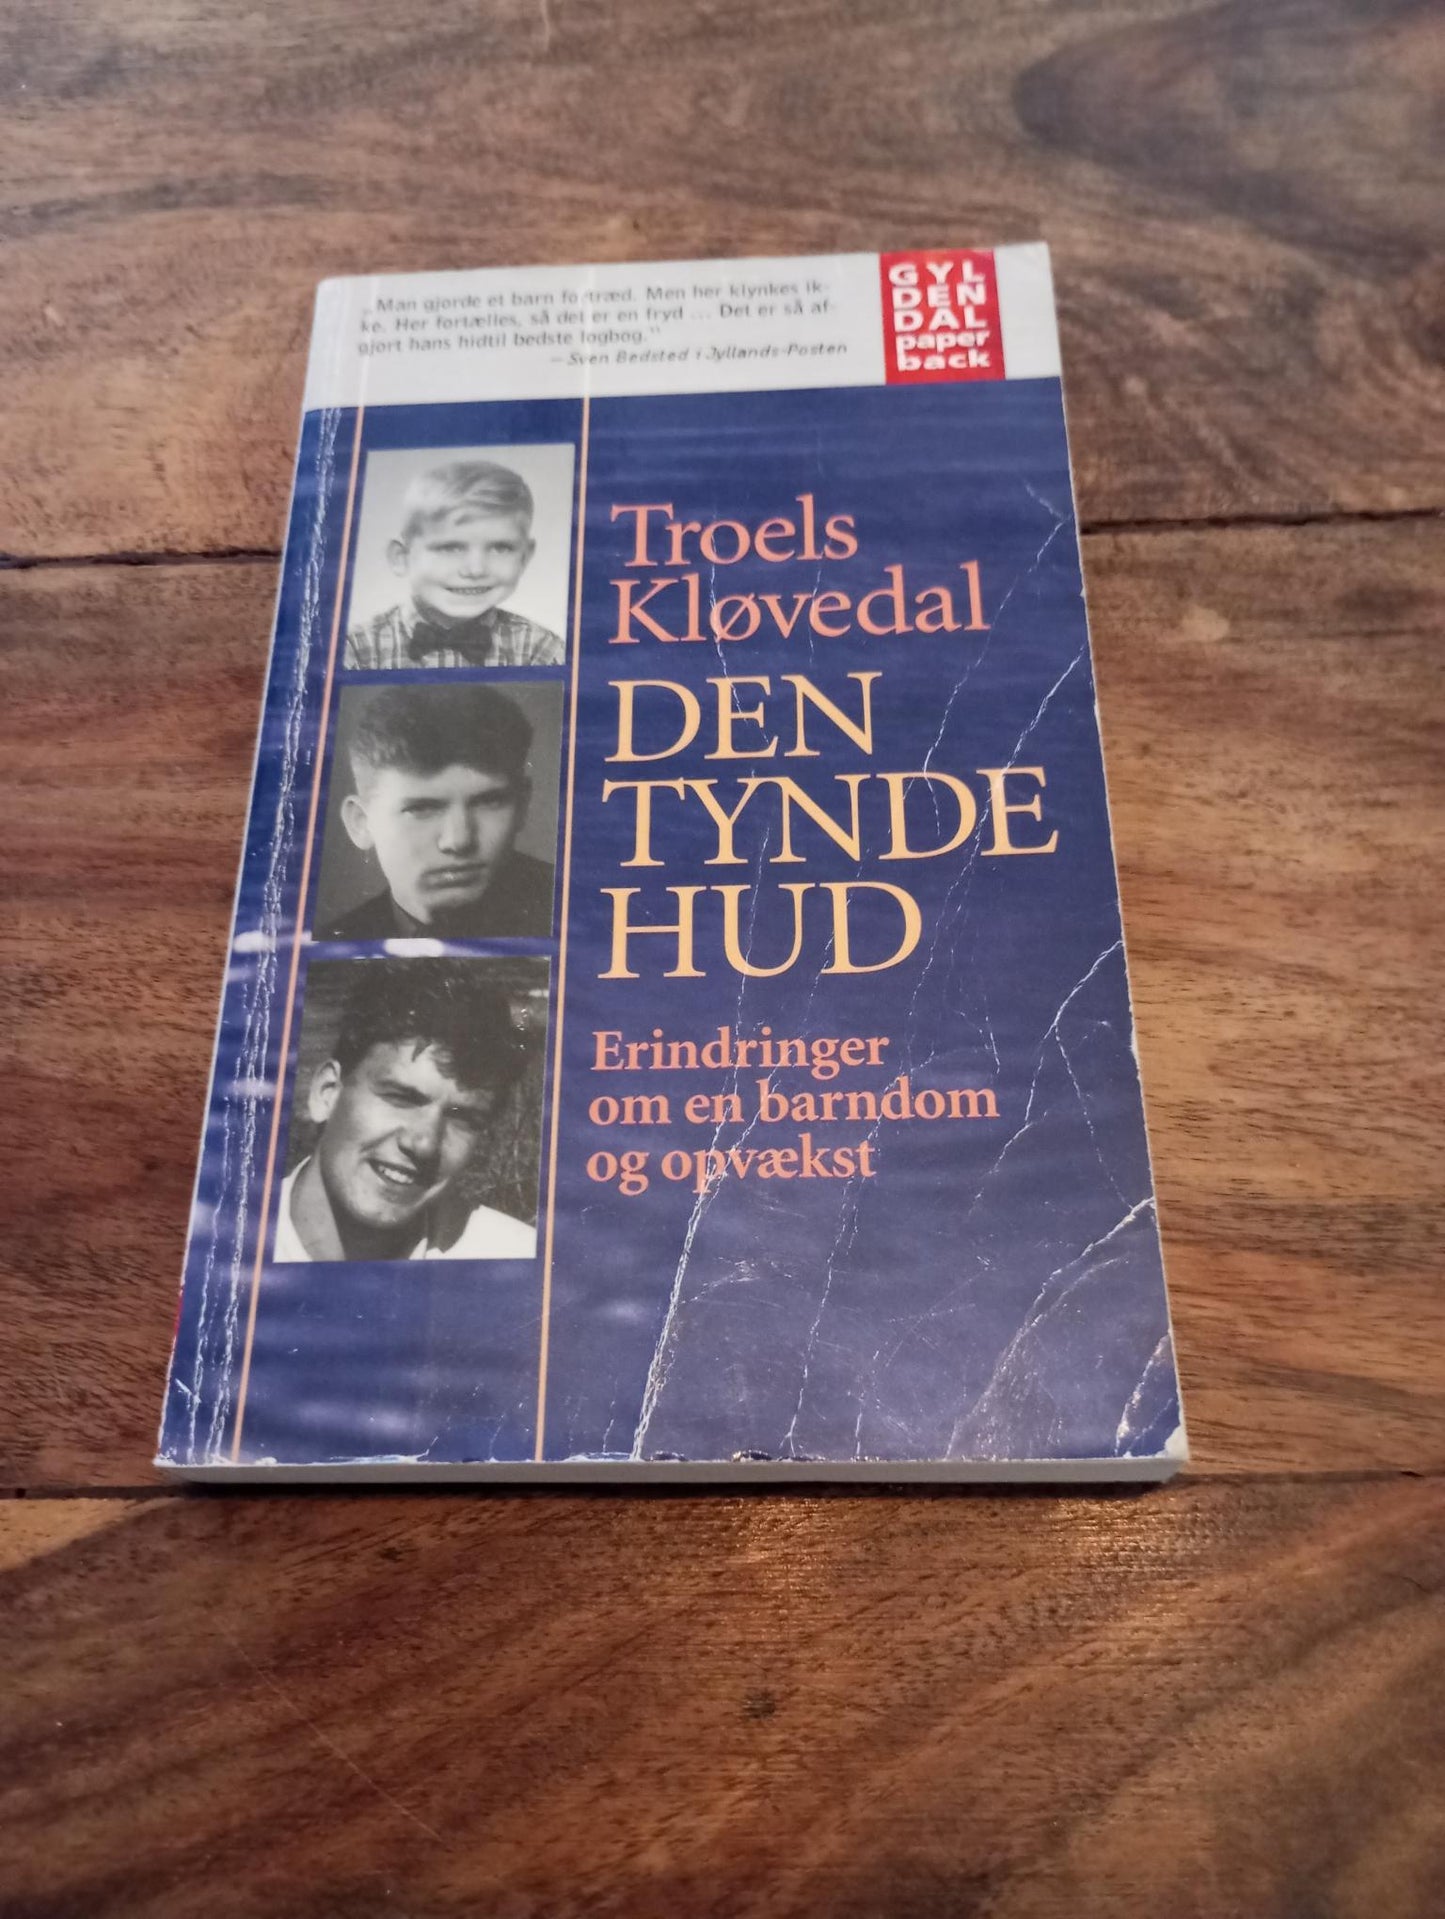 „Man gjorde et barn fortræd. Men her klynkes ik-
ke. Her fortælles, så det er en fryd ... Det er så af-
gjort hans hidtil bedste logbog.”
– Sven Bedsted i Jyllands-Posten
GYL
DEN
DAL
paper
back
Troels
Kløvedal
DEN
TYNDE
HUD
Erindringer
om en barndom
og opvækst